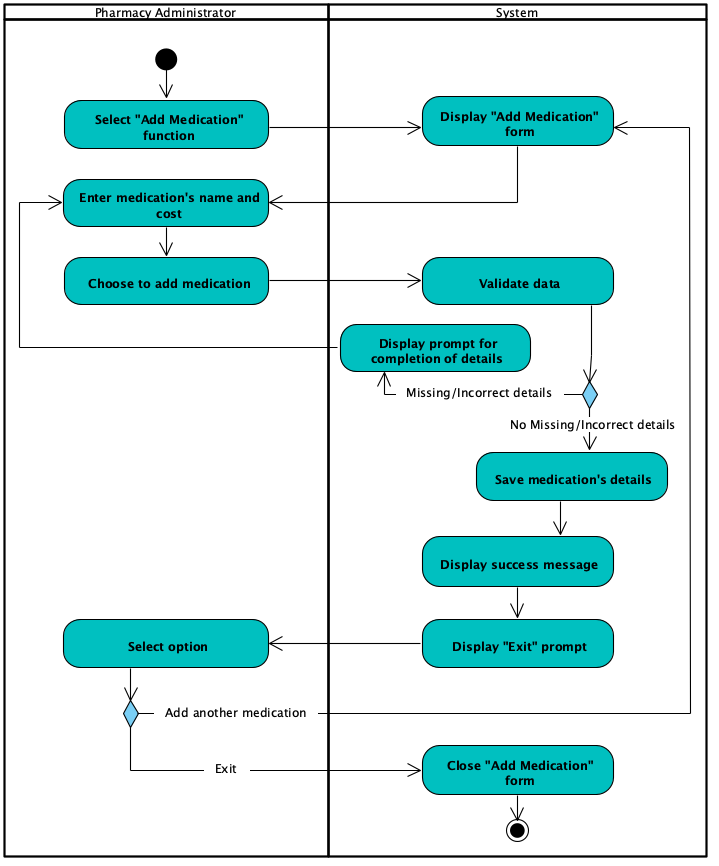 Pharmacy Administrator
System
Select "Add Medication"
function
Display "Add Medication"
form
Enter medication's name and
cost
Choose to add medication
Validate data
Display prompt for
completion of details
Missing/Incorrect details
No Missing/Incorrect details
Save medication's details
Display success message
Select option
Display "Exit" prompt
Add another medication
Exit
Close "Add Medication"
form